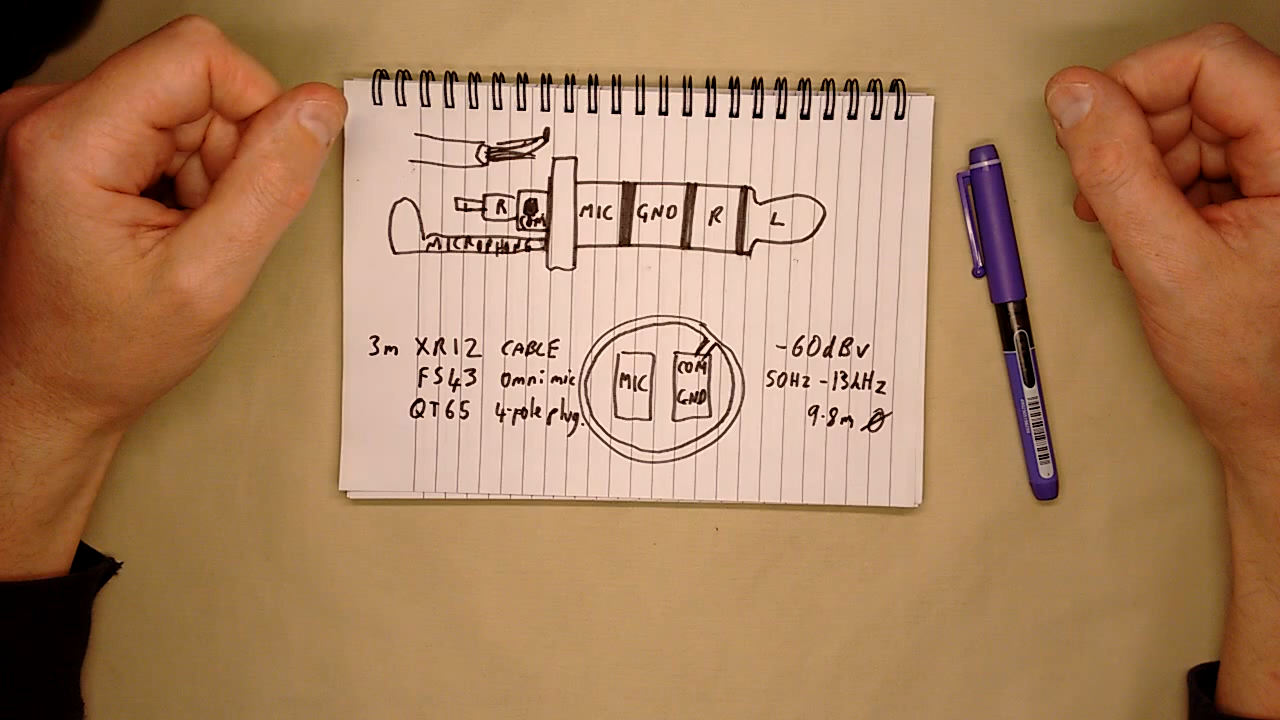 R COM MIC GND R L
MICROPHONE
3m XR12 CABLE
FS43 Omni mic
QT65 4-pole plug.
MIC COM GND
-60dBv
50Hz - 13kHz
9.8m ø